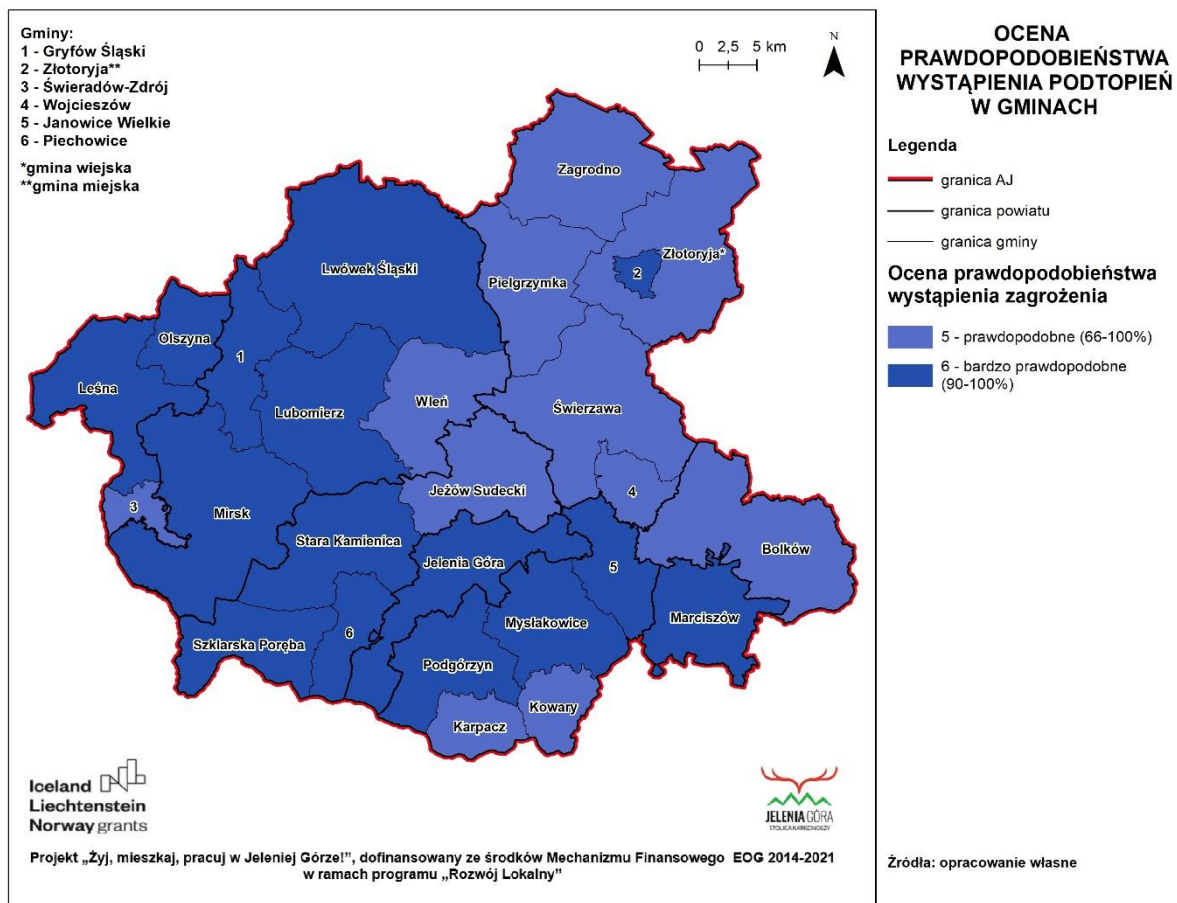 Gminy:
1 - Gryfów Śląski
2 - Złotoryja**
3 - Świeradów-Zdrój
4 - Wojcieszów
5 - Janowice Wielkie
6 - Piechowice
*gmina wiejska
**gmina miejska
0 2,5 5 km
N
Zagrodno
Złotoryja*
2
Pielgrzymka
Lwówek Śląski
Olszyna
1
Leśna
Lubomierz
Wleń
Świerzawa
Jeżów Sudecki
4
3
Mirsk
Stara Kamienica
Jelenia Góra
5
Bolków
Marciszów
Mysłakowice
6
Szklarska Poręba
Podgórzyn
Kowary
Karpacz
Iceland
Liechtenstein
Norway grants
JELENIA GÓRA
STOLICA KARKONOSZY
Projekt „Żyj, mieszkaj, pracuj w Jeleniej Górze!”, dofinansowany ze środków Mechanizmu Finansowego EOG 2014-2021
w ramach programu „Rozwój Lokalny”
OCENA
PRAWDOPODOBIEŃSTWA
WYSTĄPIENIA PODTOPIEŃ
W GMINACH
Legenda
granica AJ
granica powiatu
granica gminy
Ocena prawdopodobieństwa
wystąpienia zagrożenia
5 - prawdopodobne (66-100%)
6 - bardzo prawdopodobne
(90-100%)
Źródła: opracowanie własne